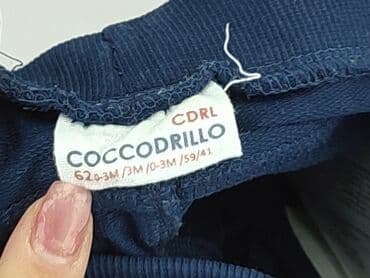 CDRL
COCCODRILLO
62 0-3M /3M /0-3M /59/41